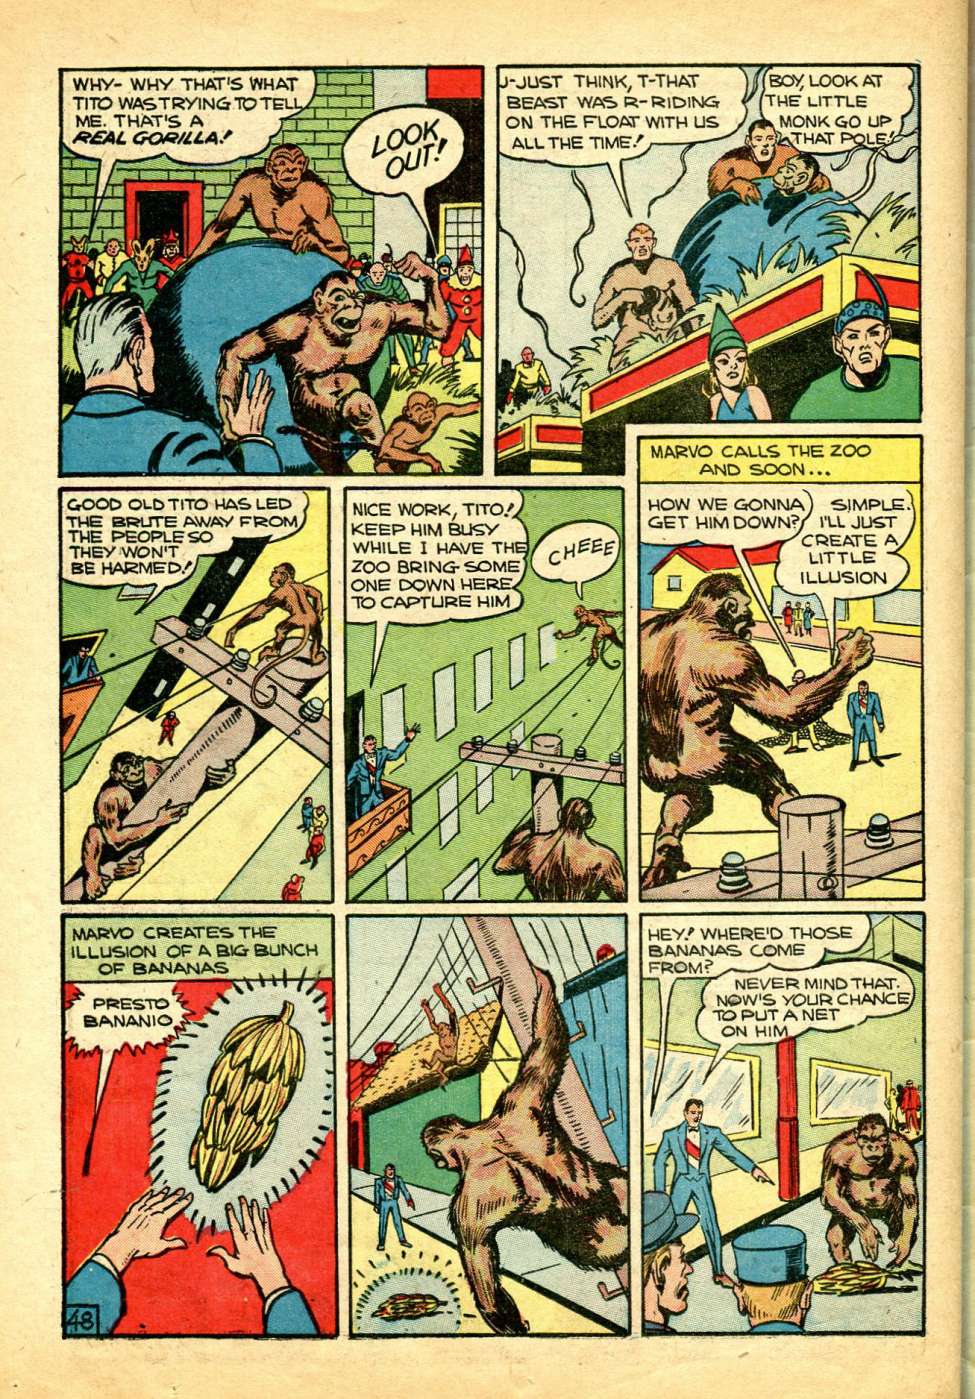 WHY- WHY THAT'S WHAT
TITO WAS TRYING TO TELL
ME. THAT'S A
REAL GORILLA!
LOOK
OUT!
J-JUST THINK, T-THAT
BEAST WAS R-RIDING
ON THE FLOAT WITH US
ALL THE TIME!
BOY, LOOK AT
THE LITTLE
MONK GO UP
THAT POLE!
GOOD OLD TITO HAS LED
THE BRUTE AWAY FROM
THE PEOPLE SO
THEY WON'T
BE HARMED!
NICE WORK, TITO!
KEEP HIM BUSY
WHILE I HAVE THE
ZOO BRING SOME
ONE DOWN HERE
TO CAPTURE HIM
CHEEE
MARVO CALLS THE ZOO
AND SOON...
HOW WE GONNA
GET HIM DOWN?
SIMPLE.
I'LL JUST
CREATE A
LITTLE
ILLUSION
MARVO CREATES THE
ILLUSION OF A BIG BUNCH
OF BANANAS
PRESTO
BANANIO
HEY! WHERE'D THOSE
BANANAS COME
FROM?
NEVER MIND THAT.
NOW'S YOUR CHANCE
TO PUT A NET
ON HIM
48